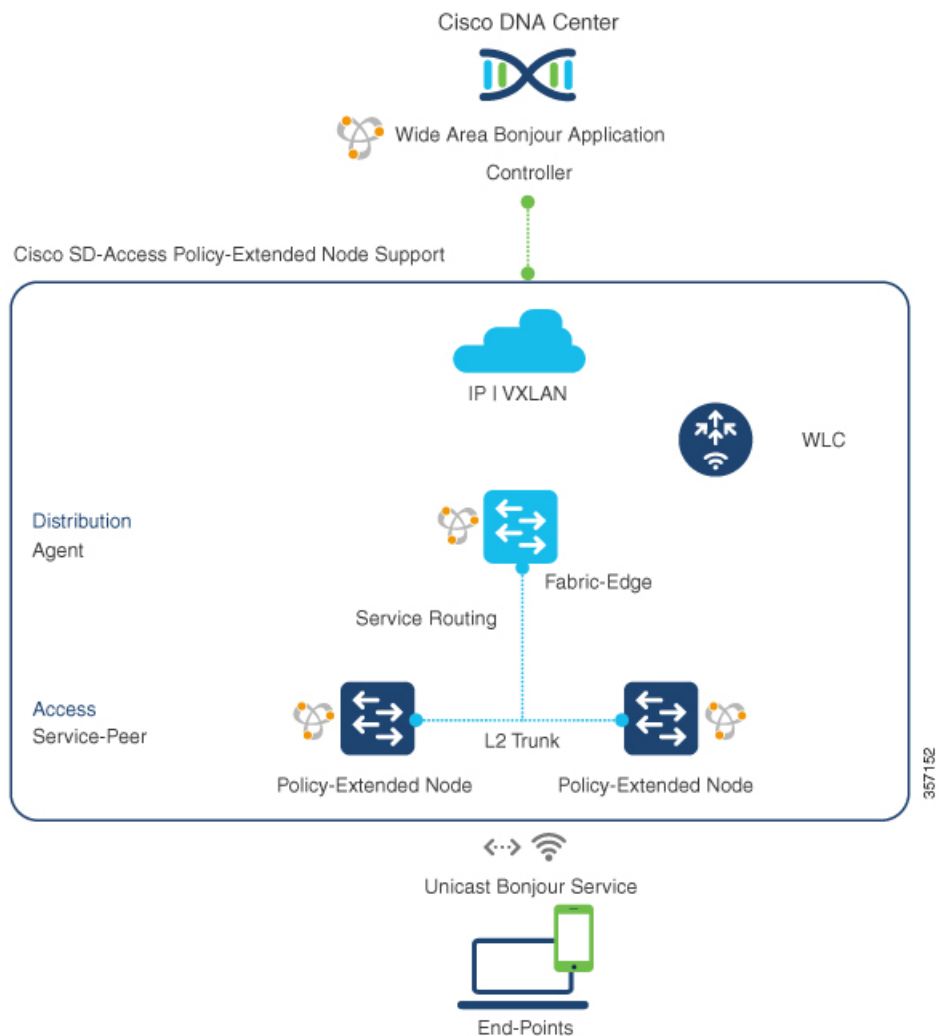 Cisco DNA Center
Wide Area Bonjour Application
Controller
Cisco SD-Access Policy-Extended Node Support
IP | VXLAN
WLC
Distribution
Agent
Fabric-Edge
Service Routing
Access
Service-Peer
L2 Trunk
Policy-Extended Node
Policy-Extended Node
357152
Unicast Bonjour Service
End-Points